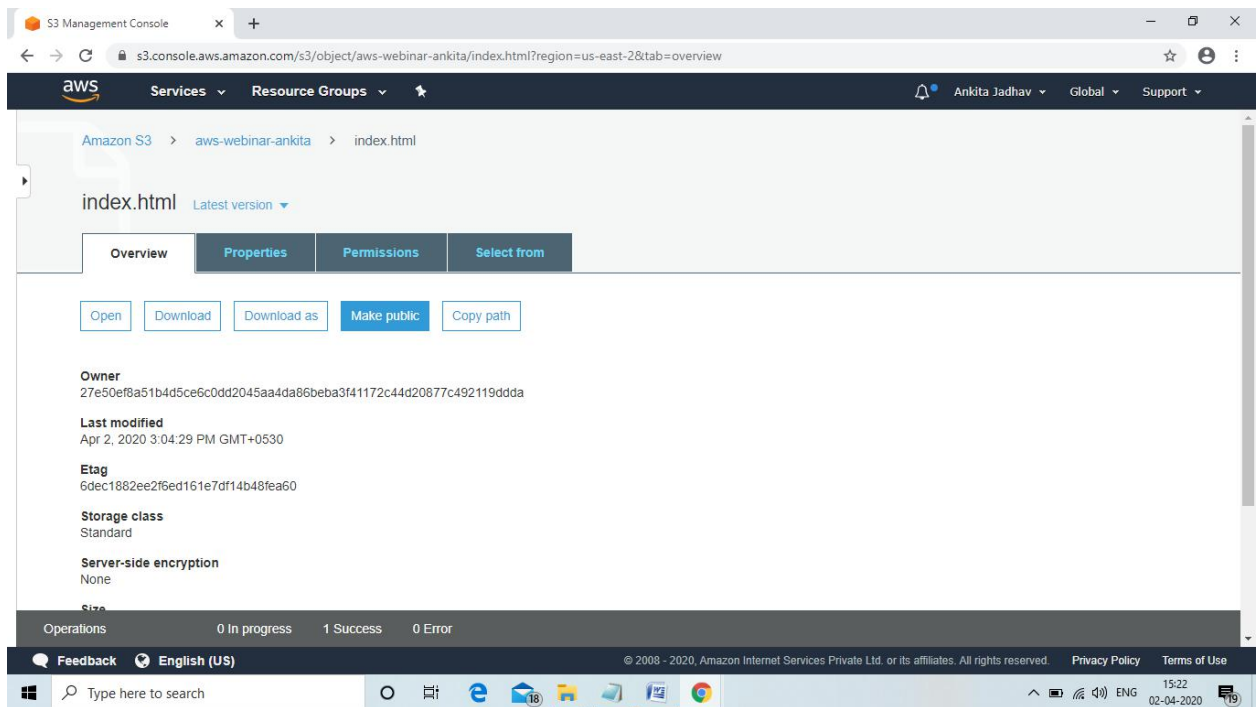 S3 Management Console
s3.console.aws.amazon.com/s3/object/aws-webinar-ankita/index.html?region=us-east-2&tab=overview
aws Services Resource Groups Ankita Jadhav Global Support
Amazon S3 > aws-webinar-ankita > index.html
index.html Latest version
Overview Properties Permissions Select from
Open Download Download as Make public Copy path
Owner
27e50ef8a51b4d5ce6c0dd2045aa4da86beba3f41172c44d20877c492119ddda
Last modified
Apr 2, 2020 3:04:29 PM GMT+0530
Etag
6dec1882ee2f6ed161e7df14b48fea60
Storage class
Standard
Server-side encryption
None
Size
Operations 0 In progress 1 Success 0 Error
Feedback English (US) © 2008 - 2020, Amazon Internet Services Private Ltd. or its affiliates. All rights reserved. Privacy Policy Terms of Use
Type here to search 18 ENG 15:22
02-04-2020 19